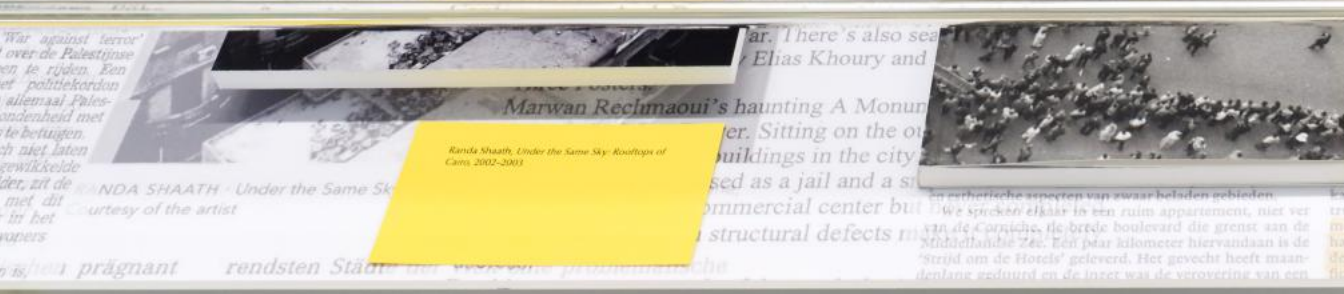 'War against terror'
over de Palestijnse
en te rijden. Een
politiekordon
allemaal Pales-
ondenheid met
te betuigen.
ch niet laten
gewikkelde
der, zit de
met dit
in het
wopers
ar. There's also sea
Elias Khoury and
Three Posters.
Marwan Rechmaoui's haunting A Monun
er. Sitting on the ou
buildings in the city
sed as a jail and a s
ommercial center but
structural defects m
Randa Shaath, Under the Same Sky: Rooftops of
Cairo, 2002–2003
RANDA SHAATH - Under the Same Sk
Courtesy of the artist
prägnant rendsten Städte der problematische
en esthetische aspecten van zwaar beladen gebieden.
We spreken elkaar in een ruim appartement, niet ver
van de Corniche, de brede boulevard die grenst aan de
Middellandse Zee. Een paar kilometer hiervandaan is de
'Strijd om de Hotels' geleverd. Het gevecht heeft maan-
denlang geduurd en de inzet was de verovering van een